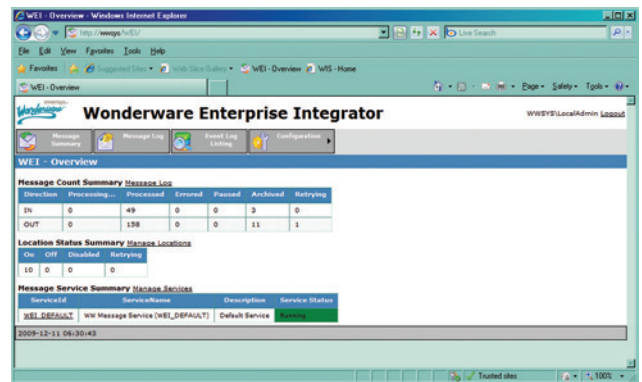 WEI - Overview - Windows Internet Explorer
http://wwsys/WEI/
Live Search
File Edit View Favorites Tools Help
Favorites Suggested Sites Web Slice Gallery WEI - Overview WIS - Home
WEI - Overview
Page Safety Tools
Wonderware
Wonderware Enterprise Integrator
WWSYS\LocalAdmin Logout
Message Summary Message Log Event Log Listing Configuration
WEI - Overview
Message Count Summary Message Log
Direction Processing... Processed Errored Paused Archived Retrying
IN 0 49 0 0 3 0
OUT 0 158 0 0 11 1
Location Status Summary Manage Locations
On Off Disabled Retrying
10 0 0 0
Message Service Summary Manage Services
ServiceId ServiceName Description Service Status
WEI_DEFAULT WW Message Service (WEI_DEFAULT) Default Service Running
2009-12-11 06:30:43
Trusted sites 100%